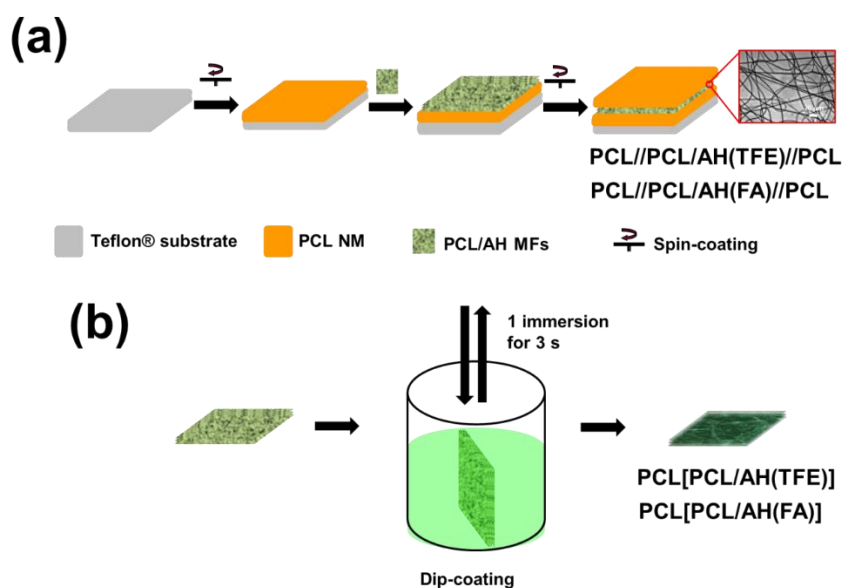 (a)
PCL//PCL/AH(TFE)//PCL
PCL//PCL/AH(FA)//PCL
Teflon® substrate
PCL NM
PCL/AH MFs
Spin-coating
(b)
1 immersion
for 3 s
PCL[PCL/AH(TFE)]
PCL[PCL/AH(FA)]
Dip-coating